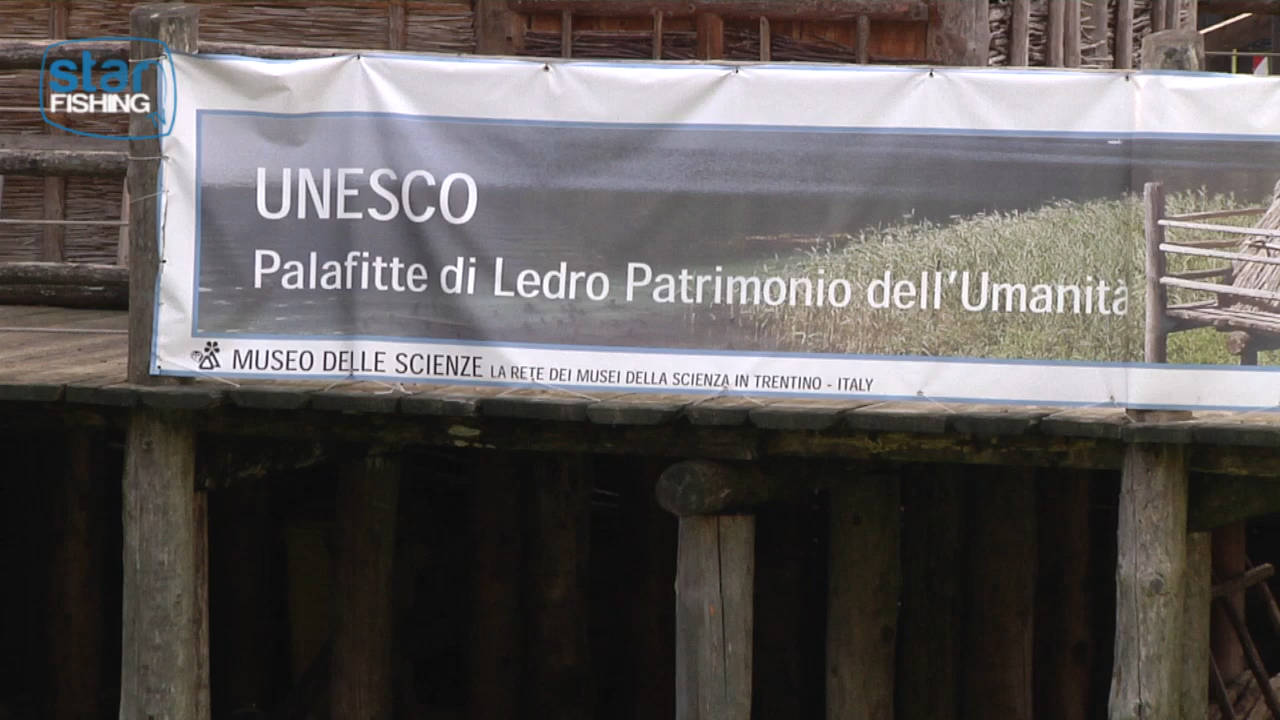 star
FISHING
UNESCO
Palafitte di Ledro Patrimonio dell'Umanità
MUSEO DELLE SCIENZE LA RETE DEI MUSEI DELLA SCIENZA IN TRENTINO - ITALY